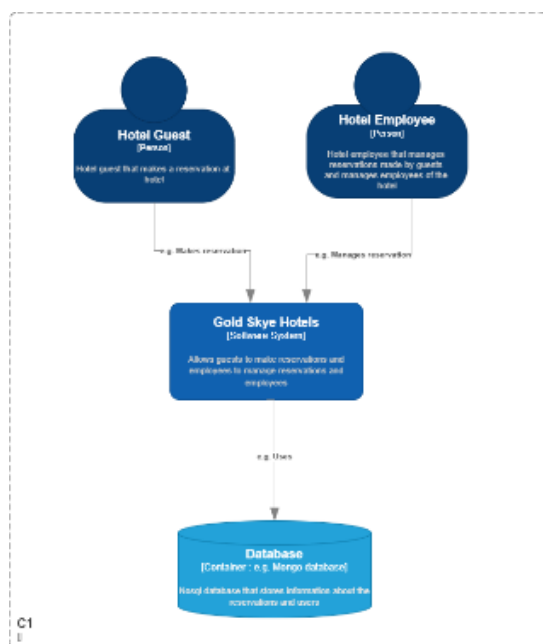 Hotel Guest
[Person]
Hotel guest that makes a reservation at
hotel
Hotel Employee
[Person]
Hotel employee that manages
reservations made by guests
and manages employees of the
hotel
e.g. Makes reservation
e.g. Manages reservation
Gold Skye Hotels
[Software System]
Allows guests to make reservations and
employees to manage reservations and
employees
e.g. Uses
Database
[Container : e.g. Mongo database]
Nosql database that stores information about the
reservations and users
C1